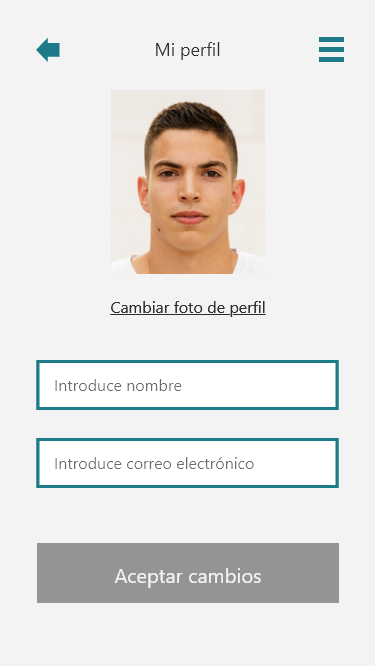 Mi perfil
Cambiar foto de perfil
Introduce nombre
Introduce correo electrónico
Aceptar cambios